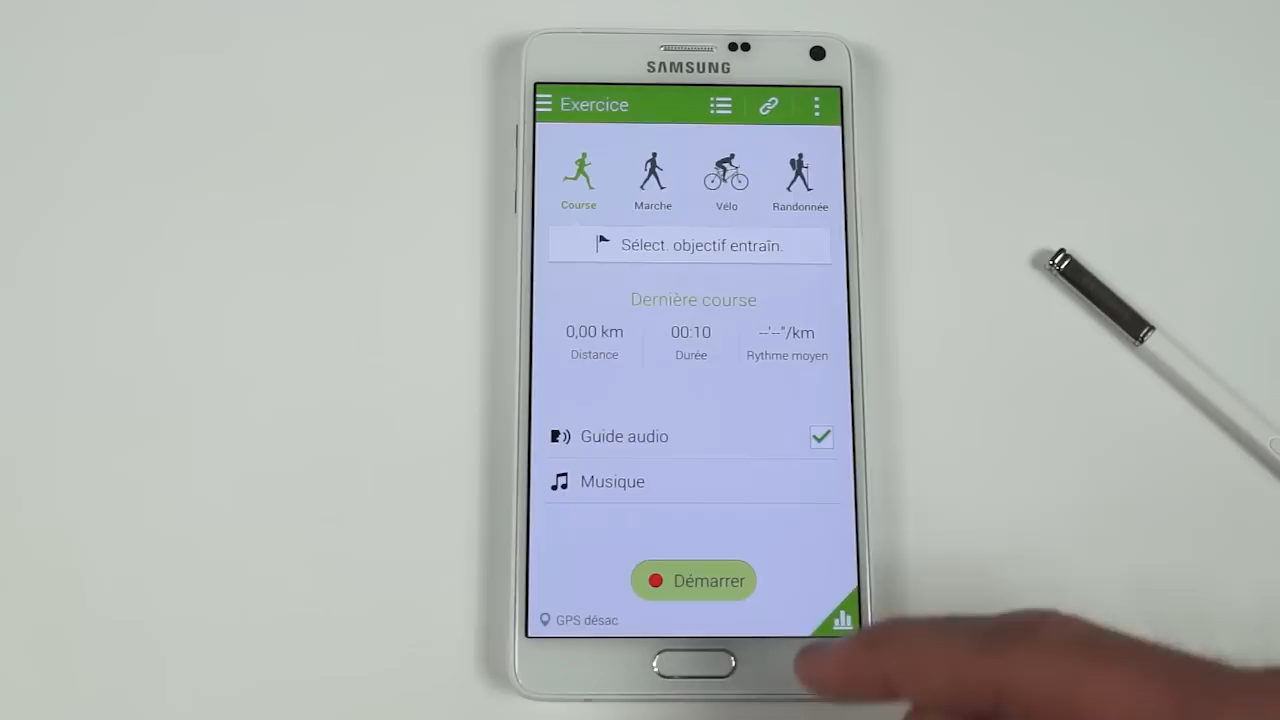 SAMSUNG
Exercice
Course Marche Vélo Randonnée
Sélect. objectif entraîn.
Dernière course
0,00 km 00:10 --'--"/km
Distance Durée Rythme moyen
Guide audio
Musique
Démarrer
GPS désac